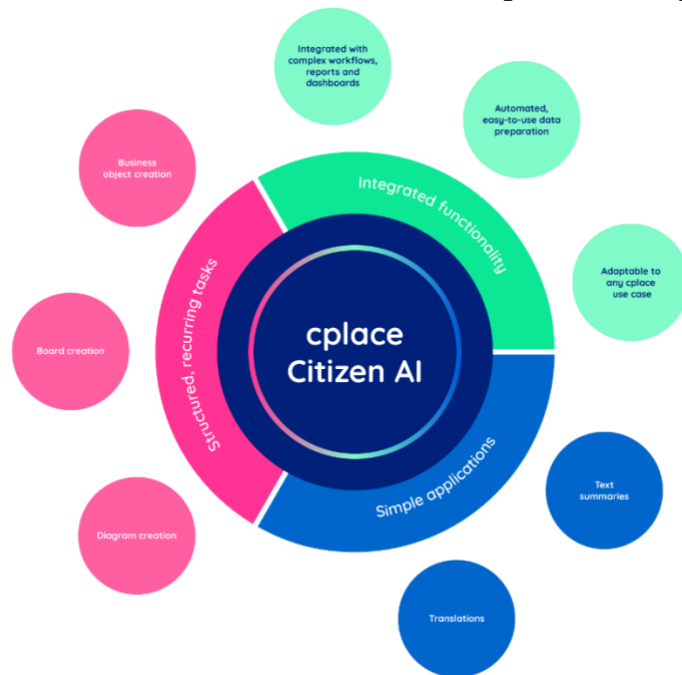 Integrated with
complex workflows,
reports and
dashboards
Automated,
easy-to-use data
preparation
Business
object creation
Integrated functionality
Structured, recurring tasks
Adaptable to
any cplace
use case
cplace
Citizen AI
Board creation
Simple applications
Text
summaries
Diagram creation
Translations